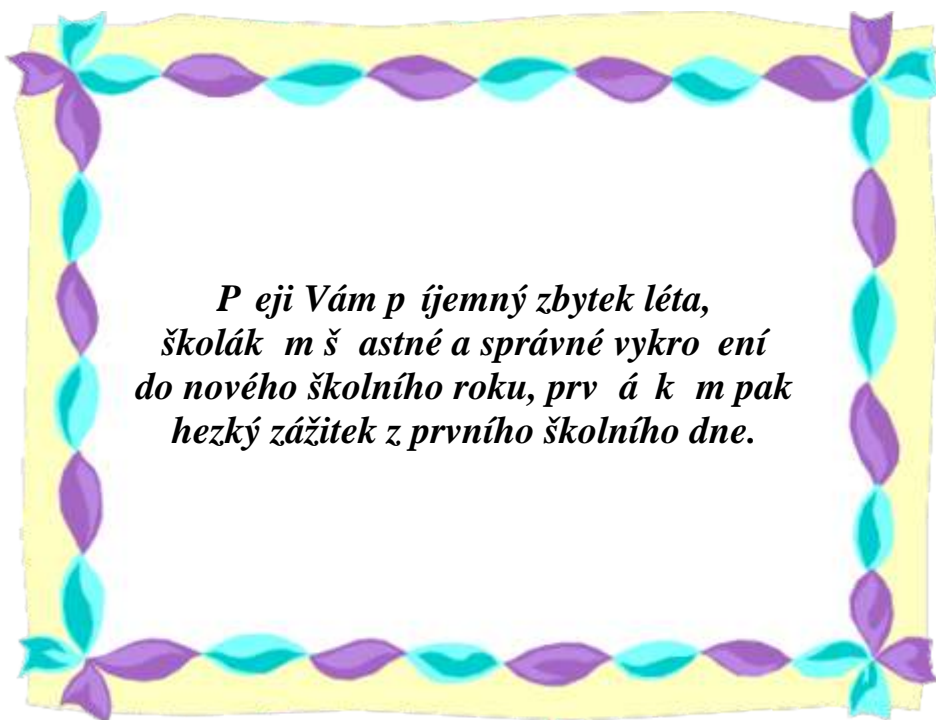 P eji Vám p íjemný zbytek léta,
školák m š astné a správné vykro ení
do nového školního roku, prv á k m pak
hezký zážitek z prvního školního dne.